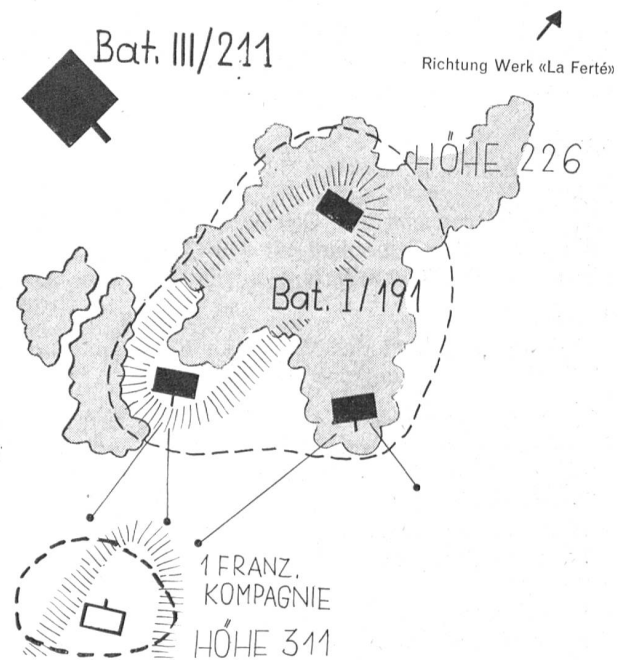 Bat. III/211
Richtung Werk «La Ferté»
HÖHE 226
Bat. I/191
1 FRANZ.
KOMPAGNIE
HÖHE 311